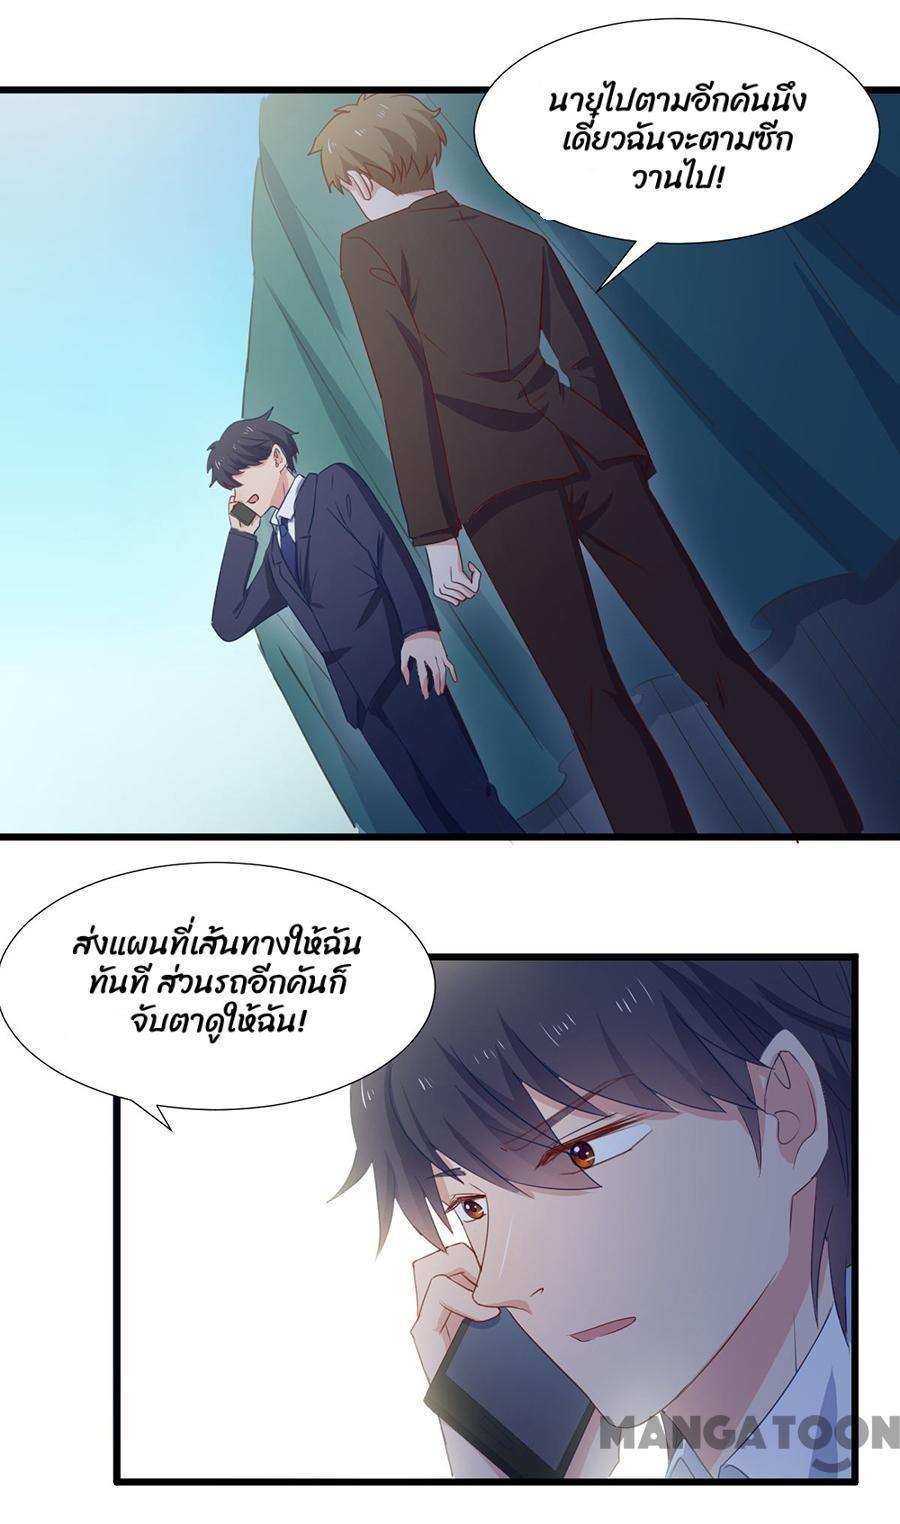 นายไปตามอีกคันนึง
เดี๋ยวฉันจะตามซีก
วานไป!
ส่งแผนที่เส้นทางให้ฉัน
ทันที ส่วนรถอีกคันก็
จับตาดูให้ฉัน!
MANGATOON